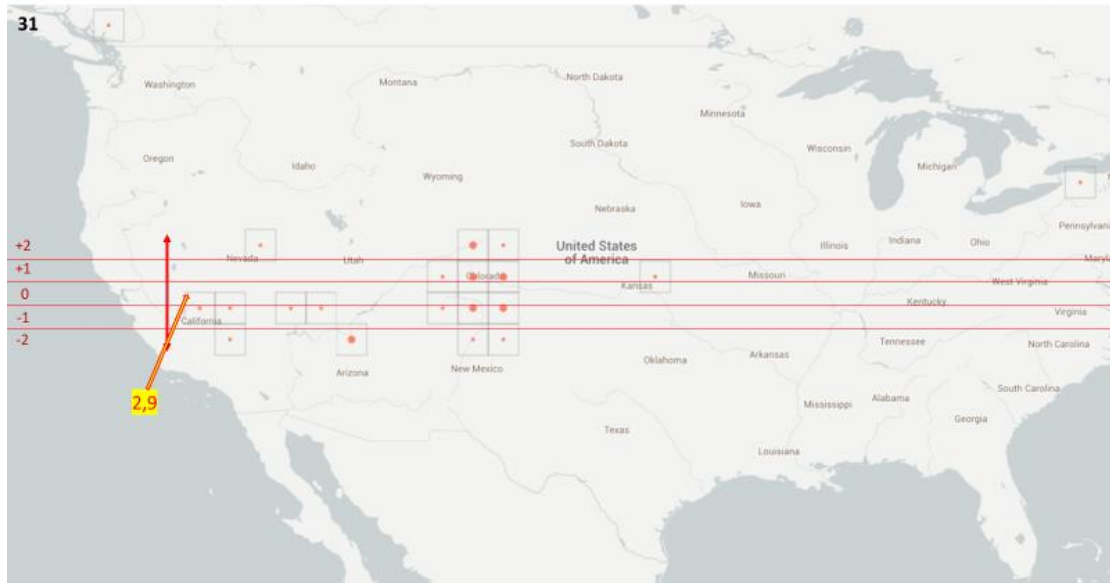 31
Washington
Montana
North Dakota
Minnesota
Oregon
Idaho
South Dakota
Wisconsin
Michigan
Wyoming
Nebraska
Iowa
Pennsylvania
+2
Nevada
Utah
United States
of America
Illinois
Indiana
Ohio
+1
Colorado
Kansas
Missouri
West Virginia
0
Kentucky
Virginia
-1
California
-2
Arizona
New Mexico
Oklahoma
Arkansas
Tennessee
North Carolina
2,9
Mississippi
Alabama
South Carolina
Georgia
Texas
Louisiana
Florida